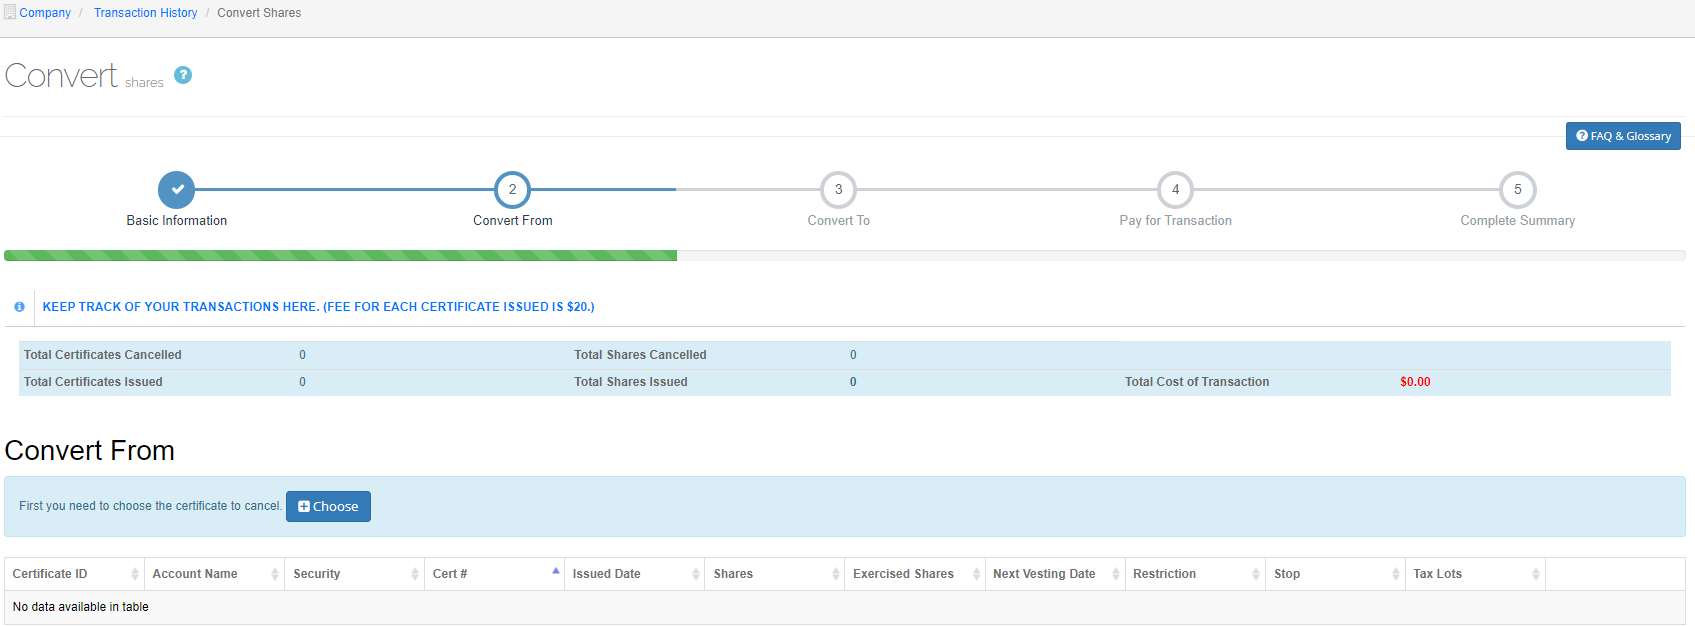 Company / Transaction History / Convert Shares
Convert shares ?
? FAQ & Glossary
2 3 4 5
Basic Information Convert From Convert To Pay for Transaction Complete Summary
KEEP TRACK OF YOUR TRANSACTIONS HERE. (FEE FOR EACH CERTIFICATE ISSUED IS $20.)
Total Certificates Cancelled 0 Total Shares Cancelled 0
Total Certificates Issued 0 Total Shares Issued 0 Total Cost of Transaction $0.00
Convert From
First you need to choose the certificate to cancel. Choose
Certificate ID Account Name Security Cert # Issued Date Shares Exercised Shares Next Vesting Date Restriction Stop Tax Lots
No data available in table